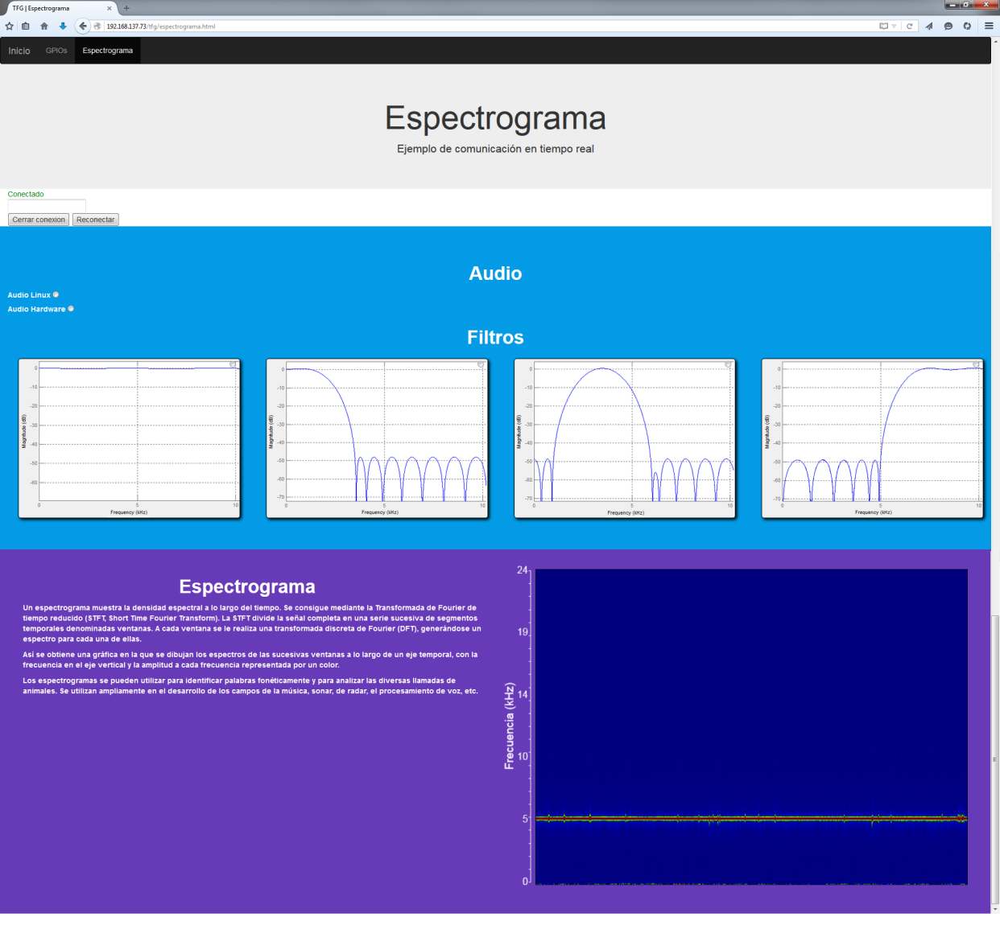 TFG | Espectrograma
192.168.137.73/tfg/espectrograma.html
Inicio GPIOs Espectrograma
Espectrograma
Ejemplo de comunicación en tiempo real
Conectado
Cerrar conexion Reconectar
Audio
Audio Linux
Audio Hardware
Filtros
Magnitude (dB)
0
-10
-20
-30
-40
-50
-60
0 5 10
Frequency (kHz)
Magnitude (dB)
0
-10
-20
-30
-40
-50
-60
-70
0 5 10
Frequency (kHz)
Magnitude (dB)
0
-10
-20
-30
-40
-50
-60
-70
0 5 10
Frequency (kHz)
Magnitude (dB)
0
-10
-20
-30
-40
-50
-60
-70
0 5 10
Frequency (kHz)
Espectrograma
Un espectrograma muestra la densidad espectral a lo largo del tiempo. Se consigue mediante la Transformada de Fourier de
tiempo reducido (STFT, Short Time Fourier Transform). La STFT divide la señal completa en una serie sucesiva de segmentos
temporales denominadas ventanas. A cada ventana se le realiza una transformada discreta de Fourier (DFT), generándose un
espectro para cada una de ellas.
Asi se obtiene una gráfica en la que se dibujan los espectros de las sucesivas ventanas a lo largo de un eje temporal, con la
frecuencia en el eje vertical y la amplitud a cada frecuencia representada por un color.
Los espectrogramas se pueden utilizar para identificar palabras fonéticamente y para analizar las diversas llamadas de
animales. Se utilizan ampliamente en el desarrollo de los campos de la música, sonar, de radar, el procesamiento de voz, etc.
Frecuencia (kHz)
24
19
14
10
5
0